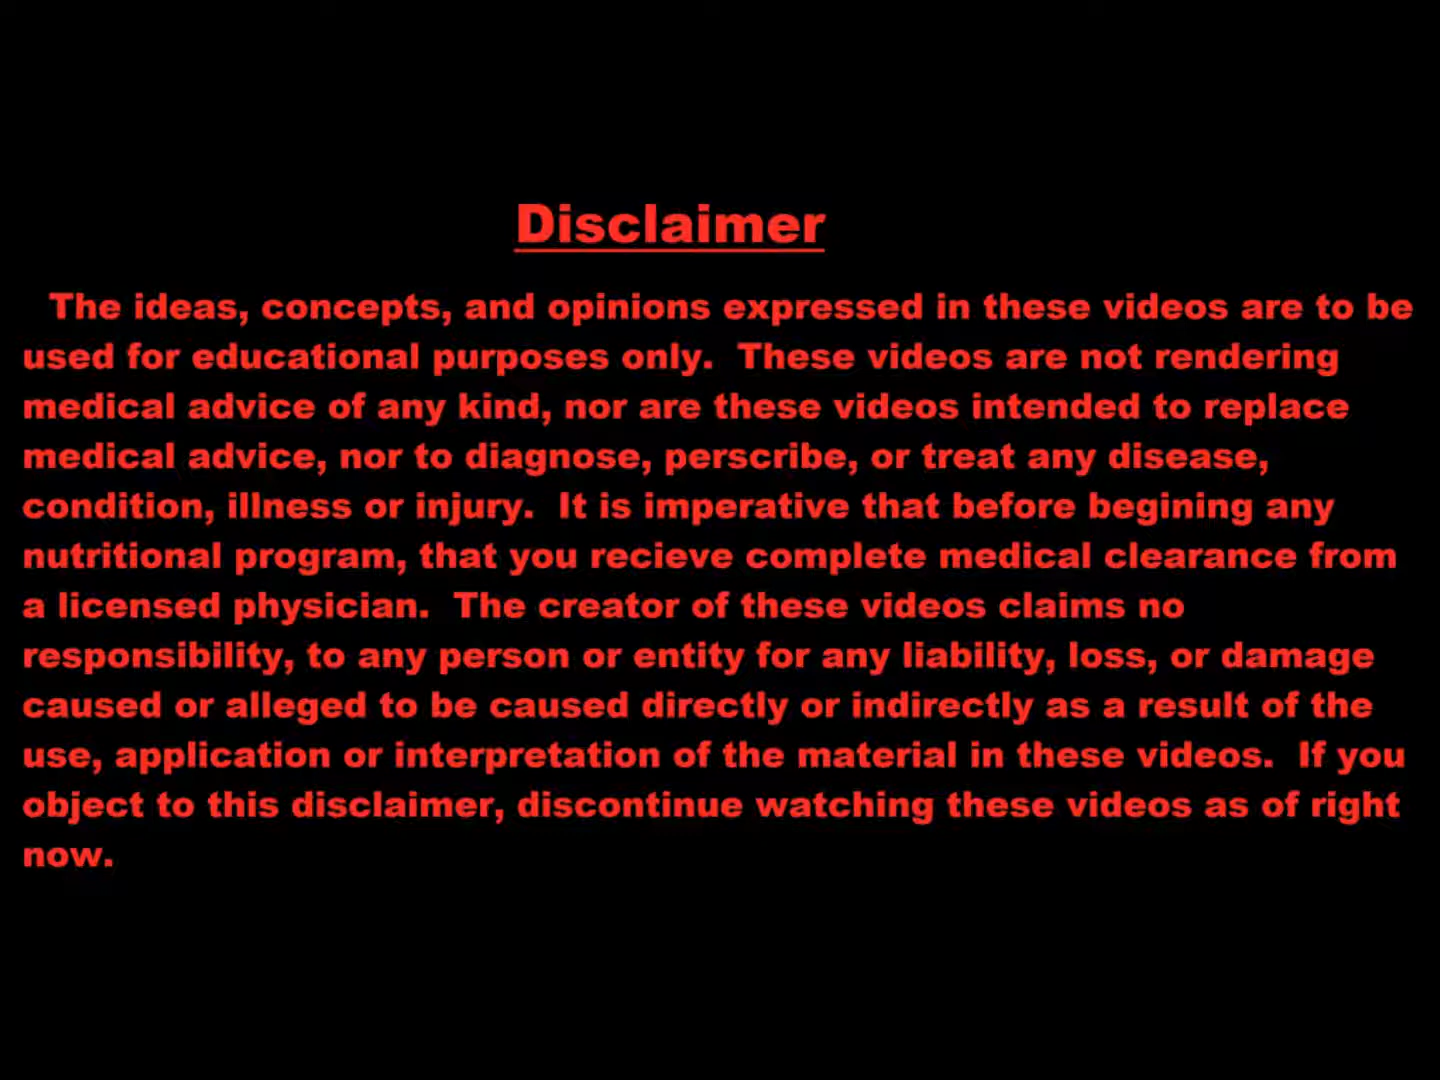 Disclaimer
The ideas, concepts, and opinions expressed in these videos are to be
used for educational purposes only. These videos are not rendering
medical advice of any kind, nor are these videos intended to replace
medical advice, nor to diagnose, perscribe, or treat any disease,
condition, illness or injury. It is imperative that before begining any
nutritional program, that you recieve complete medical clearance from
a licensed physician. The creator of these videos claims no
responsibility, to any person or entity for any liability, loss, or damage
caused or alleged to be caused directly or indirectly as a result of the
use, application or interpretation of the material in these videos. If you
object to this disclaimer, discontinue watching these videos as of right
now.